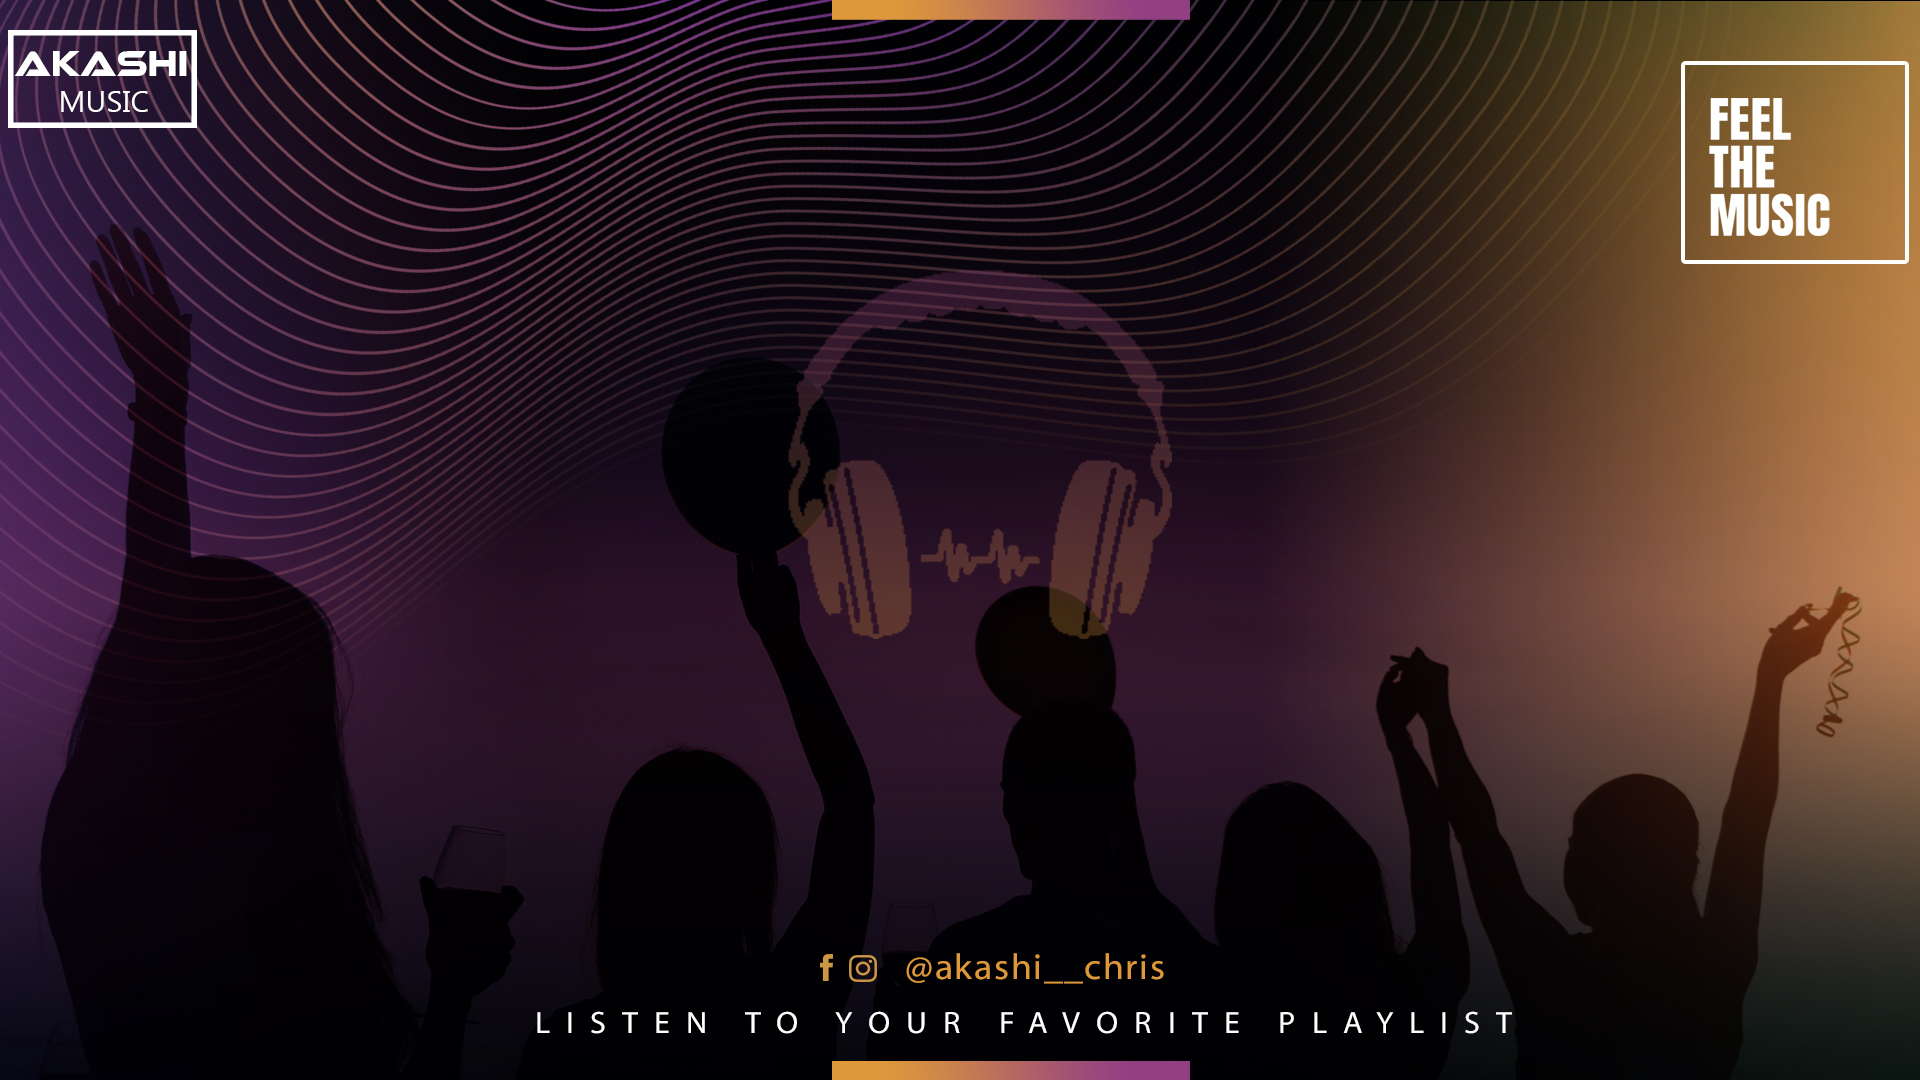 AKASHI
MUSIC
FEEL
THE
MUSIC
@akashi__chris
LISTEN TO YOUR FAVORITE PLAYLIST